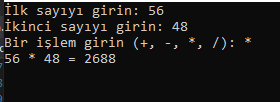 İlk sayıyı girin: 56
İkinci sayıyı girin: 48
Bir işlem girin (+, -, *, /): *
56 * 48 = 2688